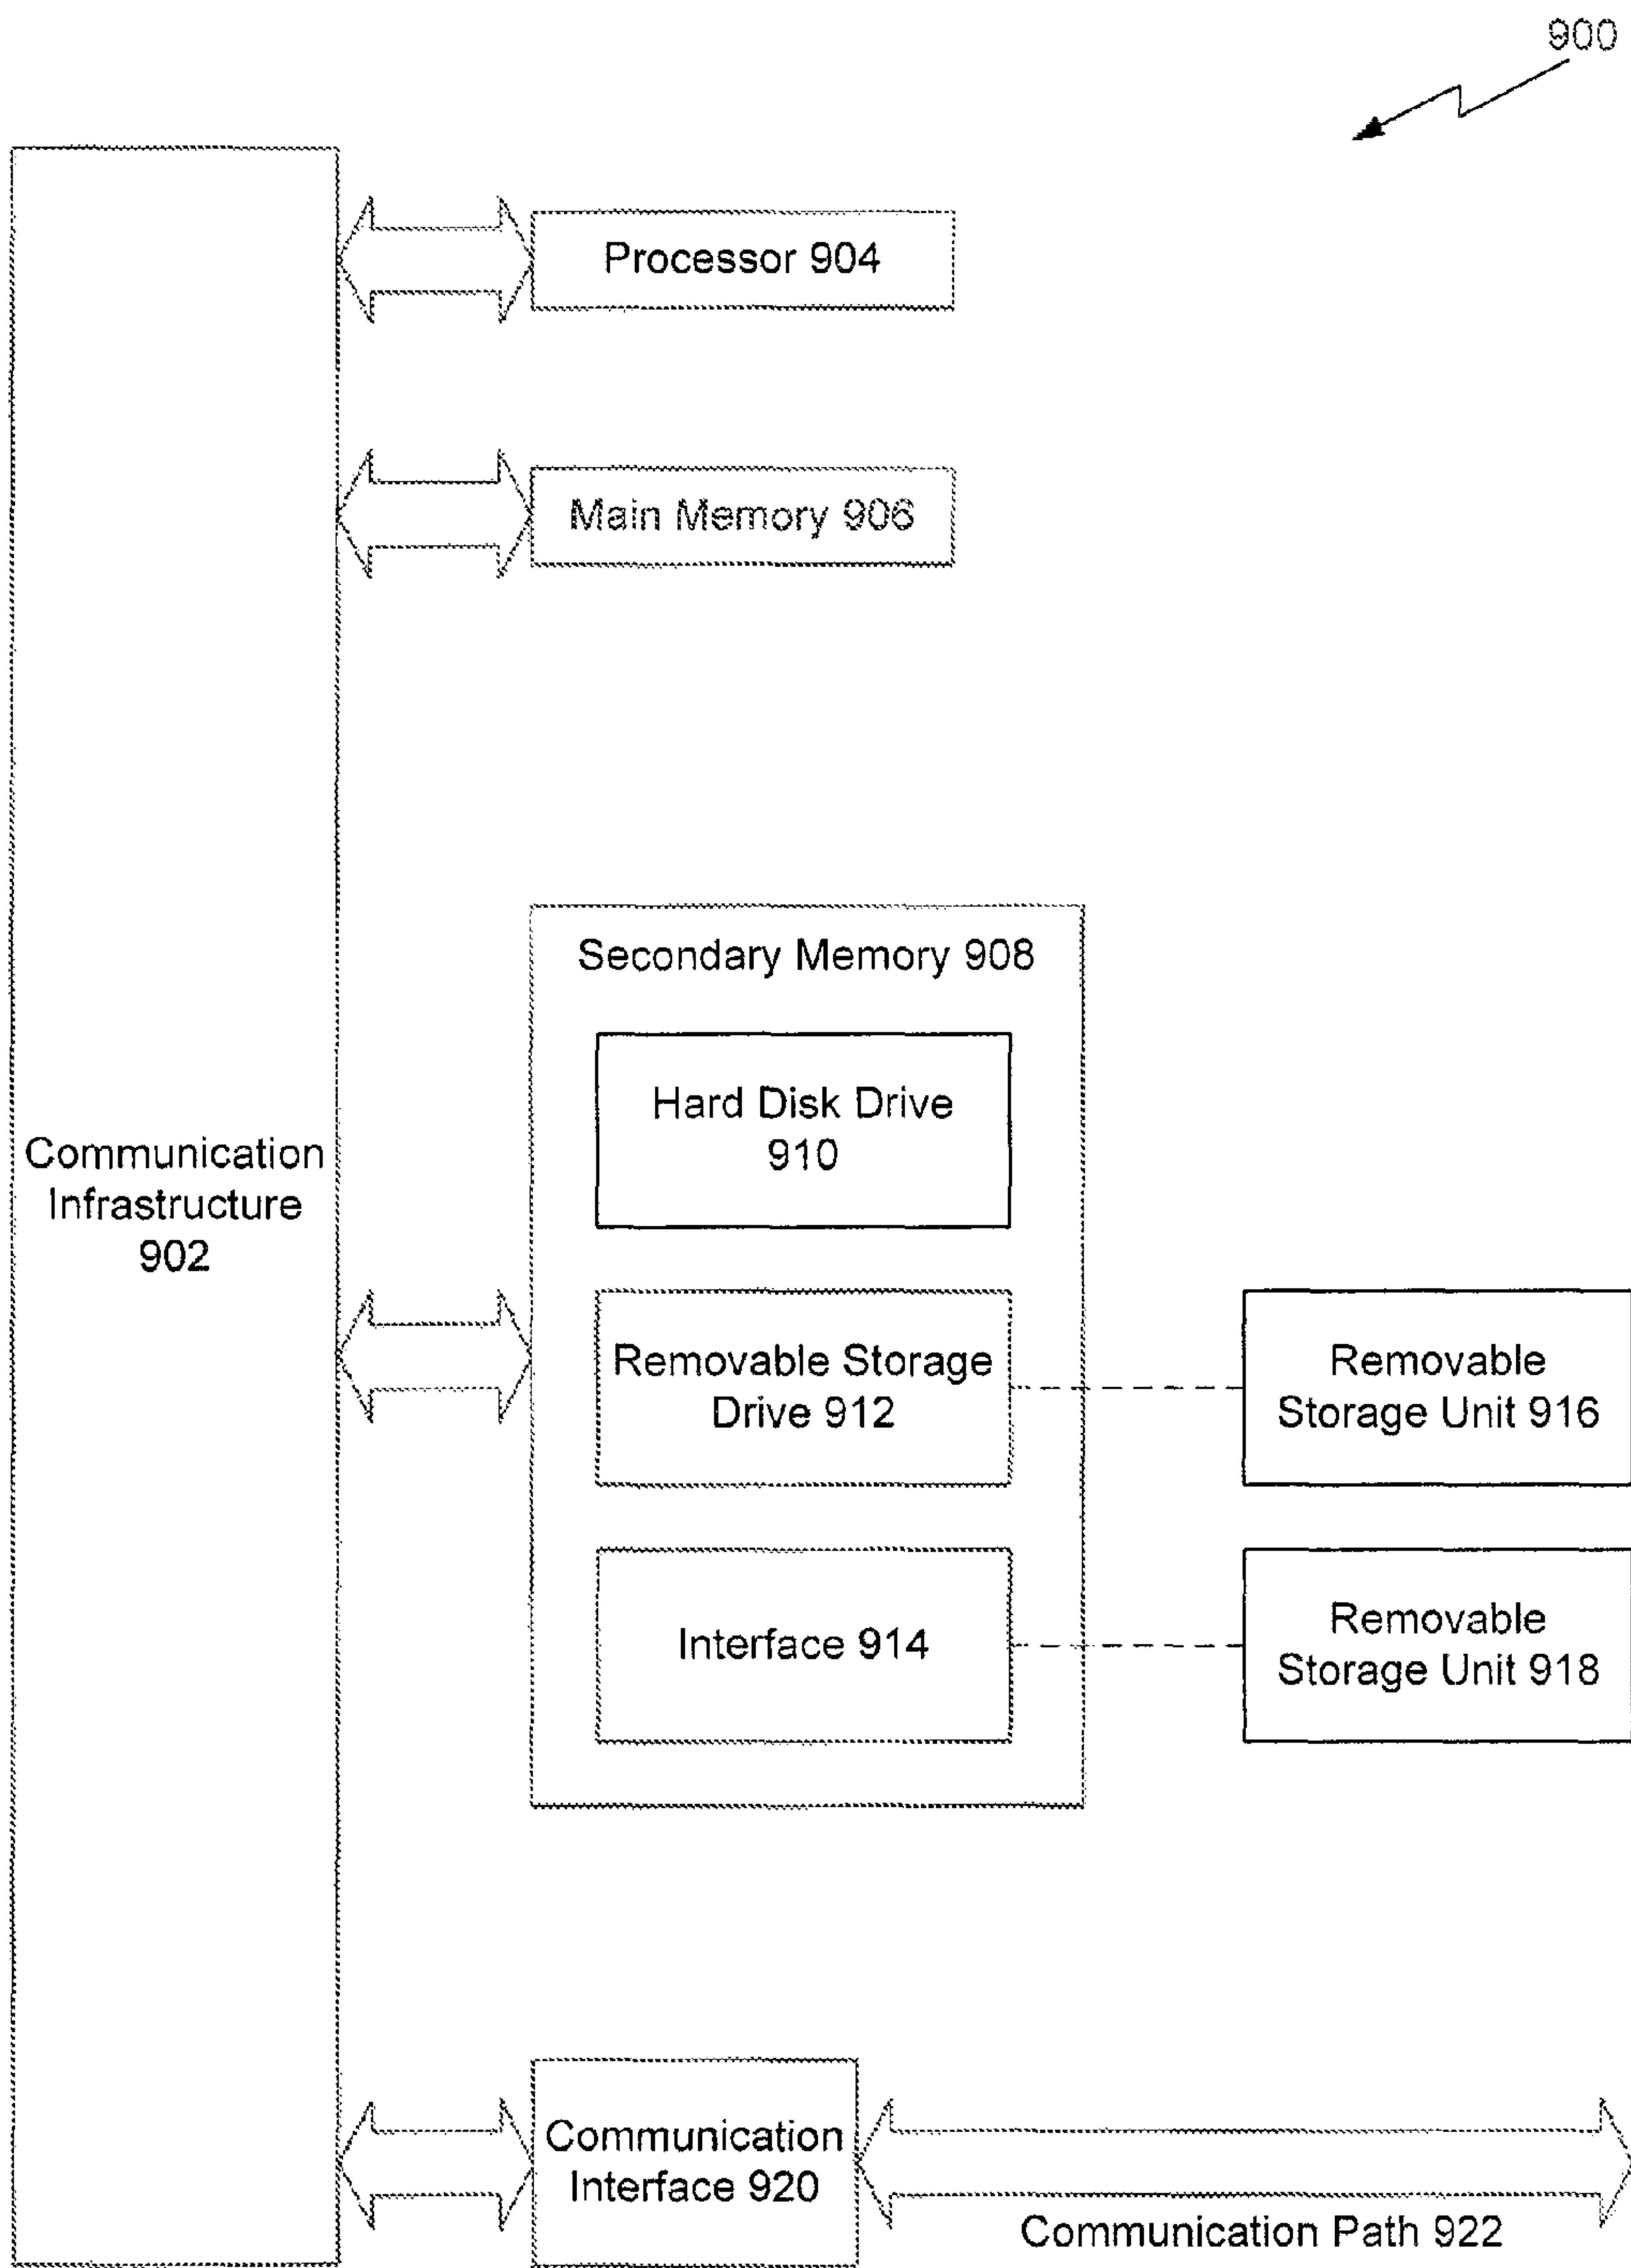 900
Processor 904
Main Memory 906
Secondary Memory 908
Hard Disk Drive
910
Communication
Infrastructure
902
Removable Storage
Drive 912
Removable
Storage Unit 916
Interface 914
Removable
Storage Unit 918
Communication
Interface 920
Communication Path 922